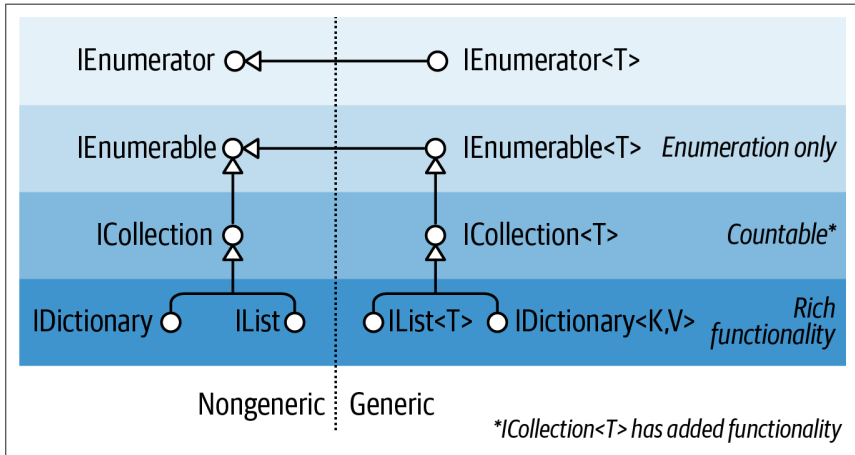 IEnumerator IEnumerator<T>
IEnumerable IEnumerable<T> Enumeration only
ICollection ICollection<T> Countable*
IDictionary IList IList<T> IDictionary<K,V> Rich
functionality
Nongeneric Generic
*ICollection<T> has added functionality